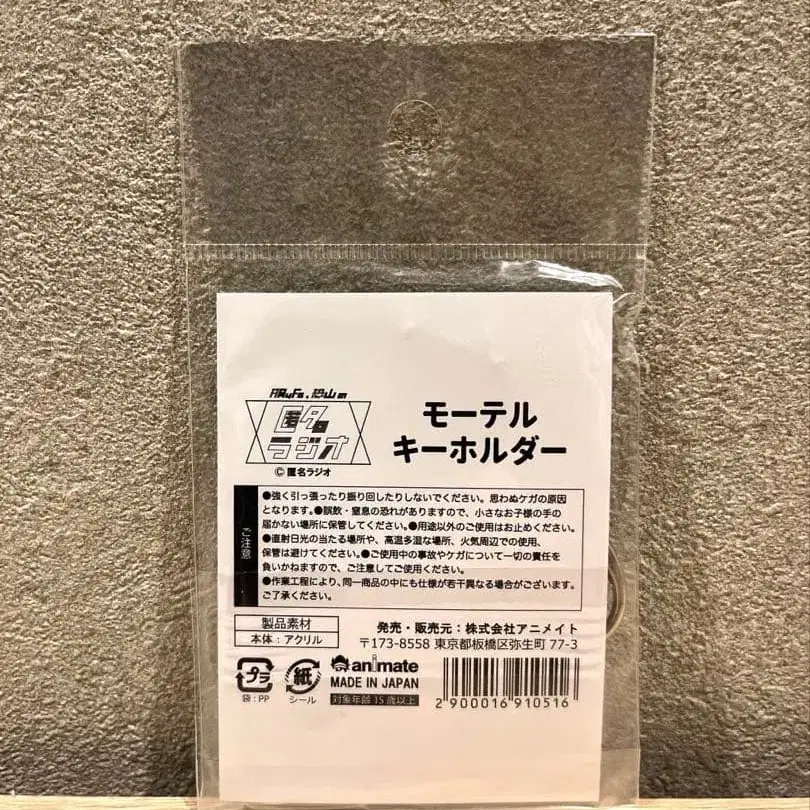 ARuFa、恐山の
匿名
ラジオ
© 匿名ラジオ
モーテル
キーホルダー
ご注意
●強く引っ張ったり振り回したりしないでください。思わぬケガの原因
となります。●誤飲・窒息の恐れがありますので、小さなお子様の手の
届かない場所に保管してください。●用途以外のご使用はお止めください。
●直射日光の当たる場所や、高温多湿な場所、火気周辺での使用、
保管は避けてください。●ご使用中の事故やケガについて一切の責任を
負いかねますので、ご注意してご使用ください。
●作業工程により、同一商品の中にも仕様が若干異なる場合がございます。
ご了承ください。
製品素材
本体：アクリル
発売・販売元：株式会社アニメイト
〒173-8558 東京都板橋区弥生町 77-3
プラ
袋：PP
紙
シール
animate
MADE IN JAPAN
対象年齢 15 歳以上
2 900016 910516